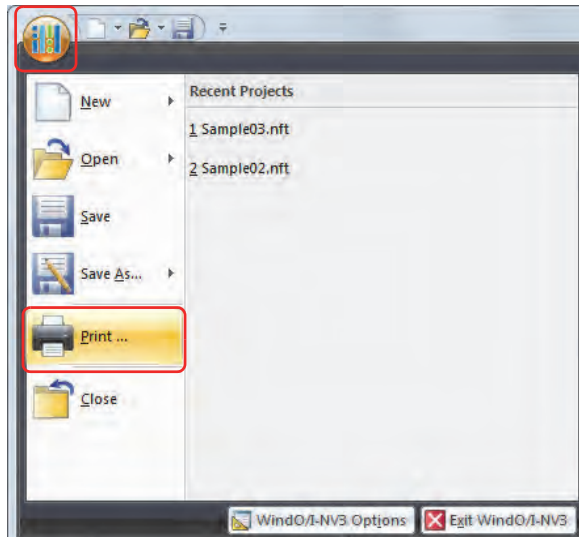 New
Recent Projects
1 Sample03.nft
Open
2 Sample02.nft
Save
Save As...
Print ...
Close
WindO/I-NV3 Options
Exit WindO/I-NV3